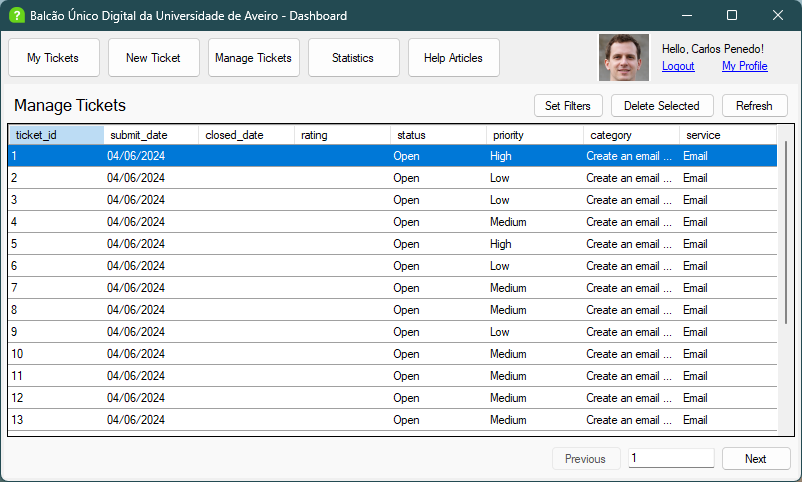 Balcão Único Digital da Universidade de Aveiro - Dashboard
My Tickets New Ticket Manage Tickets Statistics Help Articles
Hello, Carlos Penedo!
Logout My Profile
Manage Tickets Set Filters Delete Selected Refresh
ticket_id submit_date closed_date rating status priority category service
1 04/06/2024 Open High Create an email ... Email
2 04/06/2024 Open Low Create an email ... Email
3 04/06/2024 Open Low Create an email ... Email
4 04/06/2024 Open Medium Create an email ... Email
5 04/06/2024 Open High Create an email ... Email
6 04/06/2024 Open Low Create an email ... Email
7 04/06/2024 Open Medium Create an email ... Email
8 04/06/2024 Open Medium Create an email ... Email
9 04/06/2024 Open Low Create an email ... Email
10 04/06/2024 Open Medium Create an email ... Email
11 04/06/2024 Open Medium Create an email ... Email
12 04/06/2024 Open Medium Create an email ... Email
13 04/06/2024 Open Medium Create an email ... Email
Previous 1 Next